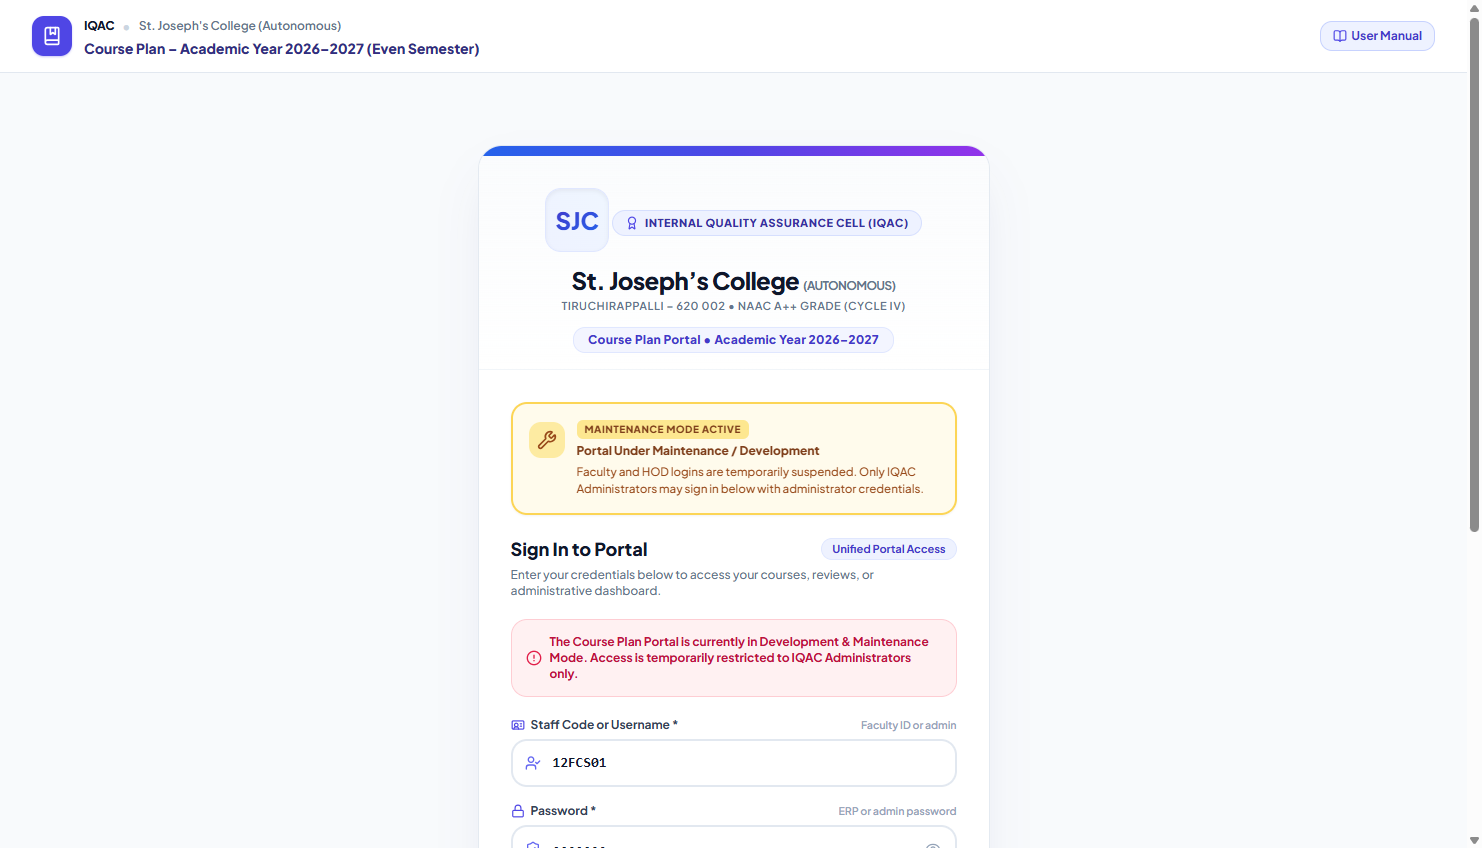 IQAC • St. Joseph's College (Autonomous)
Course Plan – Academic Year 2026–2027 (Even Semester)
User Manual
SJC
INTERNAL QUALITY ASSURANCE CELL (IQAC)
St. Joseph’s College (AUTONOMOUS)
TIRUCHIRAPPALLI – 620 002 • NAAC A++ GRADE (CYCLE IV)
Course Plan Portal • Academic Year 2026–2027
MAINTENANCE MODE ACTIVE
Portal Under Maintenance / Development
Faculty and HOD logins are temporarily suspended. Only IQAC
Administrators may sign in below with administrator credentials.
Sign In to Portal
Unified Portal Access
Enter your credentials below to access your courses, reviews, or
administrative dashboard.
The Course Plan Portal is currently in Development & Maintenance
Mode. Access is temporarily restricted to IQAC Administrators
only.
Staff Code or Username *
Faculty ID or admin
12FCS01
Password *
ERP or admin password